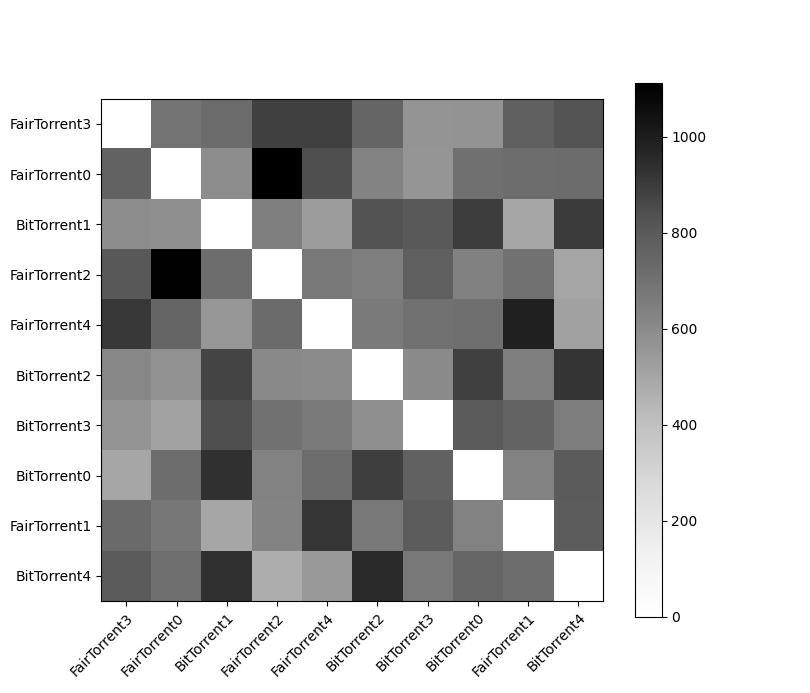 FairTorrent3
FairTorrent0
BitTorrent1
FairTorrent2
FairTorrent4
BitTorrent2
BitTorrent3
BitTorrent0
FairTorrent1
BitTorrent4
FairTorrent3
FairTorrent0
BitTorrent1
FairTorrent2
FairTorrent4
BitTorrent2
BitTorrent3
BitTorrent0
FairTorrent1
BitTorrent4
1000
800
600
400
200
0